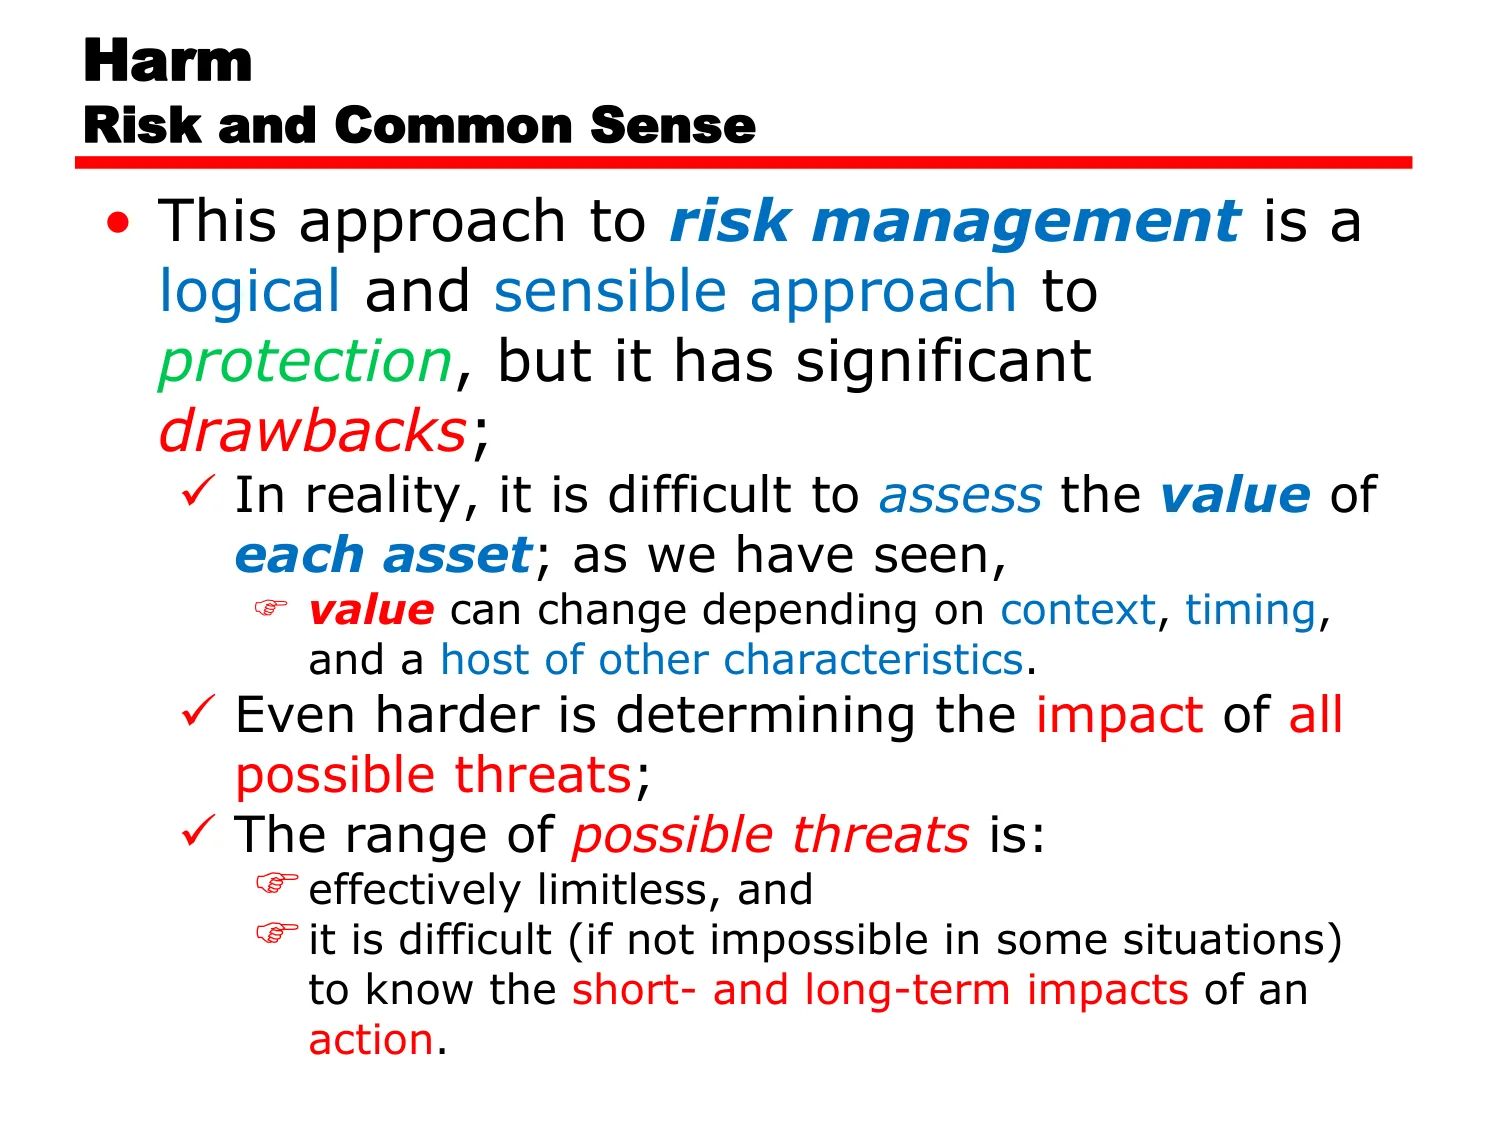 Harm
Risk and Common Sense
• This approach to risk management is a
logical and sensible approach to
protection, but it has significant
drawbacks;
✓ In reality, it is difficult to assess the value of
each asset; as we have seen,
☞ value can change depending on context, timing,
and a host of other characteristics.
✓ Even harder is determining the impact of all
possible threats;
✓ The range of possible threats is:
☞ effectively limitless, and
☞ it is difficult (if not impossible in some situations)
to know the short- and long-term impacts of an
action.